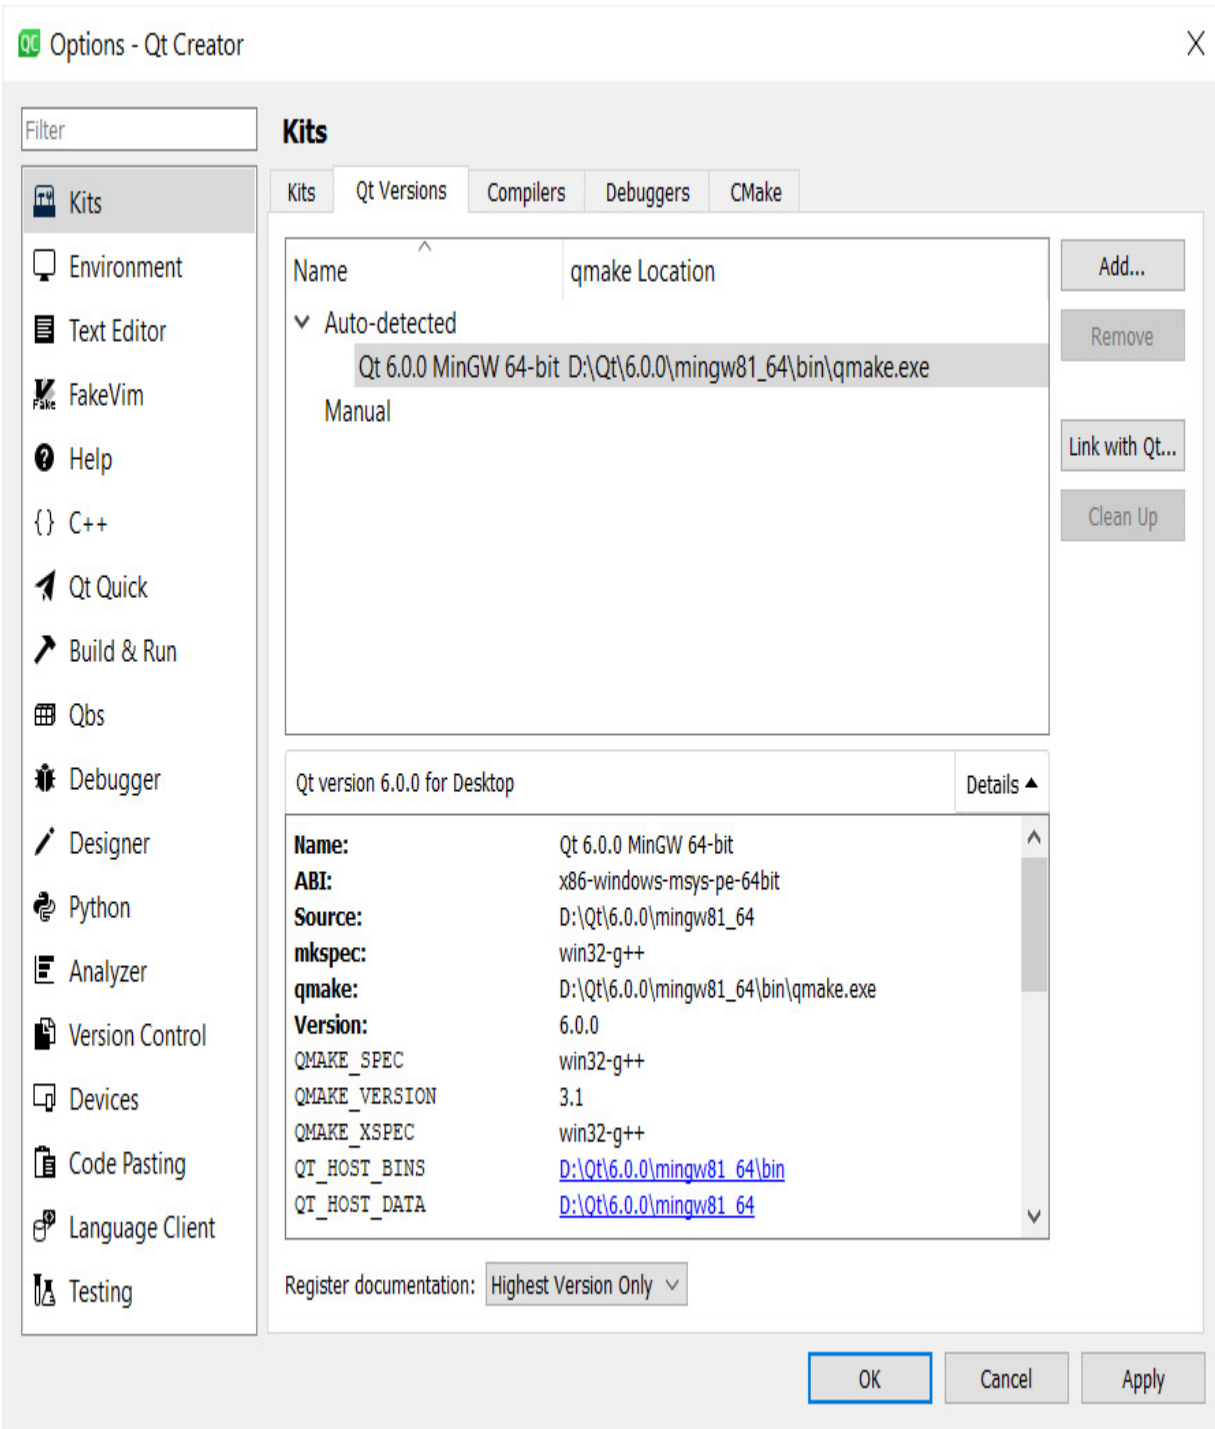 QC Options - Qt Creator
Filter
Kits
Environment
Text Editor
Fake FakeVim
Help
{} C++
Qt Quick
Build & Run
Qbs
Debugger
Designer
Python
Analyzer
Version Control
Devices
Code Pasting
Language Client
Testing
Kits
Kits Qt Versions Compilers Debuggers CMake
Name qmake Location
Auto-detected
Qt 6.0.0 MinGW 64-bit D:\Qt\6.0.0\mingw81_64\bin\qmake.exe
Manual
Add...
Remove
Link with Qt...
Clean Up
Qt version 6.0.0 for Desktop Details
Name: Qt 6.0.0 MinGW 64-bit
ABI: x86-windows-msys-pe-64bit
Source: D:\Qt\6.0.0\mingw81_64
mkspec: win32-g++
qmake: D:\Qt\6.0.0\mingw81_64\bin\qmake.exe
Version: 6.0.0
QMAKE_SPEC win32-g++
QMAKE_VERSION 3.1
QMAKE_XSPEC win32-g++
QT_HOST_BINS D:\Qt\6.0.0\mingw81_64\bin
QT_HOST_DATA D:\Qt\6.0.0\mingw81_64
Register documentation: Highest Version Only
OK Cancel Apply